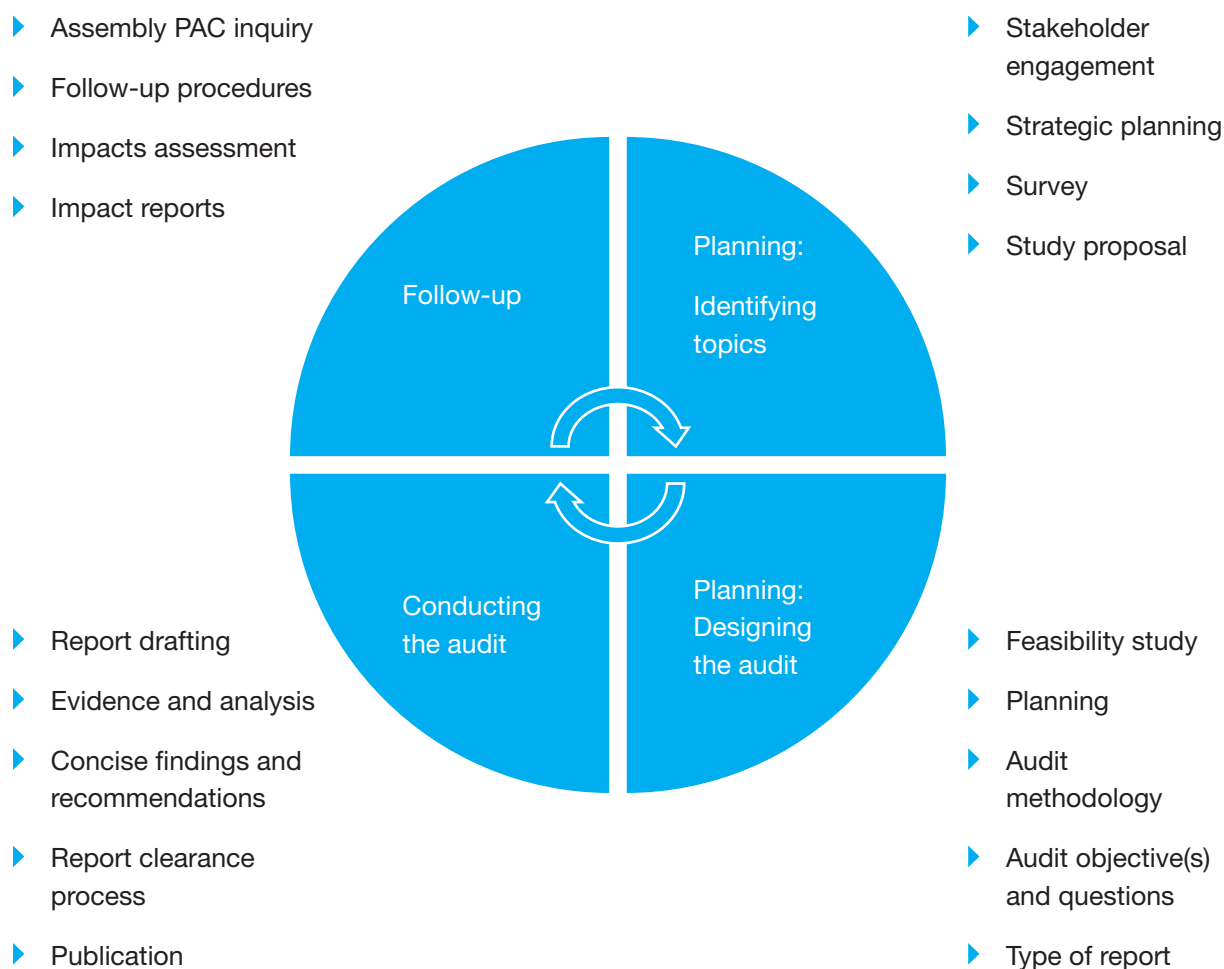 Assembly PAC inquiry
Follow-up procedures
Impacts assessment
Impact reports
Stakeholder
engagement
Strategic planning
Survey
Study proposal
Follow-up
Planning:
Identifying
topics
Conducting
the audit
Planning:
Designing
the audit
Report drafting
Evidence and analysis
Concise findings and
recommendations
Report clearance
process
Publication
Feasibility study
Planning
Audit
methodology
Audit objective(s)
and questions
Type of report